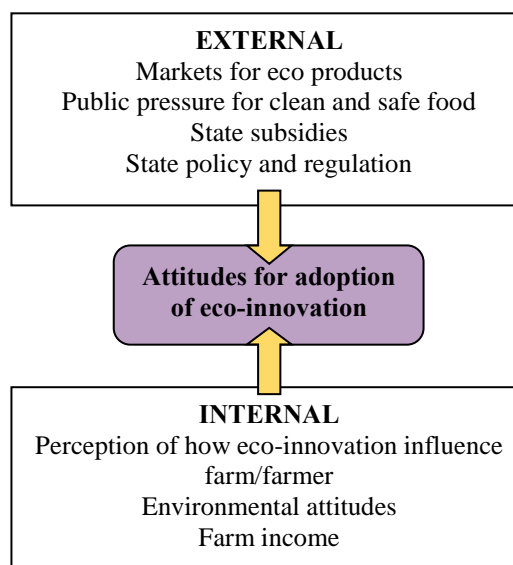 EXTERNAL
Markets for eco products
Public pressure for clean and safe food
State subsidies
State policy and regulation
Attitudes for adoption
of eco-innovation
INTERNAL
Perception of how eco-innovation influence
farm/farmer
Environmental attitudes
Farm income